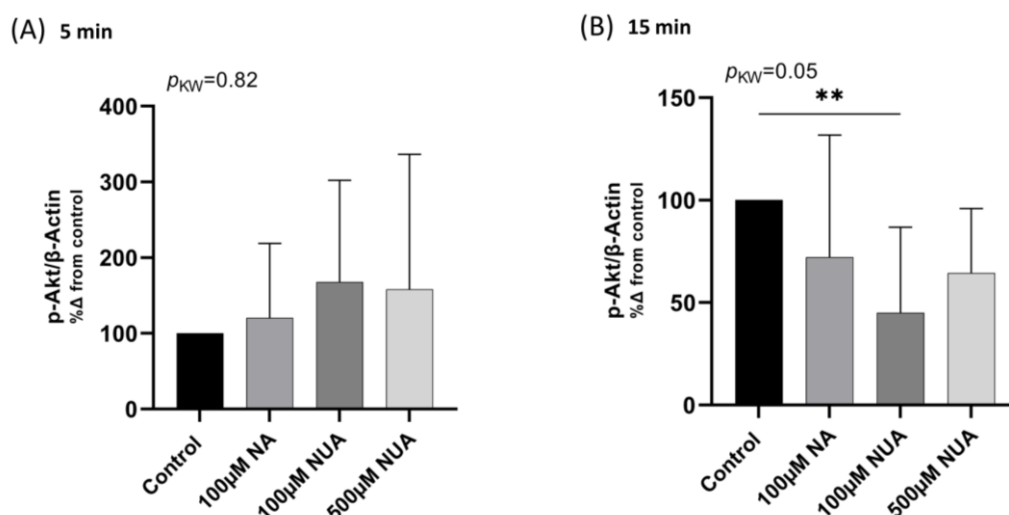 (A) 5 min
pKW=0.82
400
300
200
100
0
p-Akt/β-Actin
%Δ from control
Control
100µM NA
100µM NUA
500µM NUA
(B) 15 min
pKW=0.05
**
150
100
50
0
p-Akt/β-Actin
%Δ from control
Control
100µM NA
100µM NUA
500µM NUA